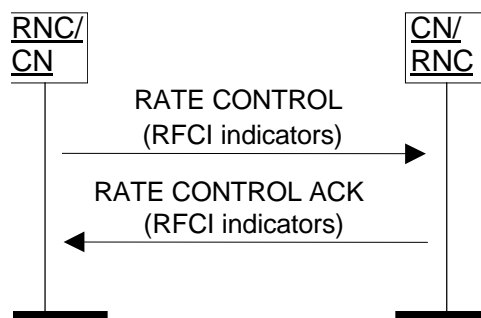 RNC/
CN
CN/
RNC
RATE CONTROL
(RFCI indicators)
RATE CONTROL ACK
(RFCI indicators)